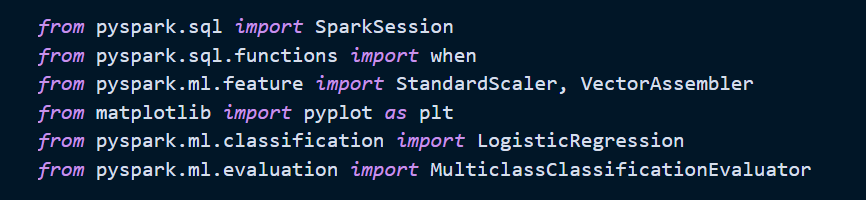 from pyspark.sql import SparkSession
from pyspark.sql.functions import when
from pyspark.ml.feature import StandardScaler, VectorAssembler
from matplotlib import pyplot as plt
from pyspark.ml.classification import LogisticRegression
from pyspark.ml.evaluation import MulticlassClassificationEvaluator